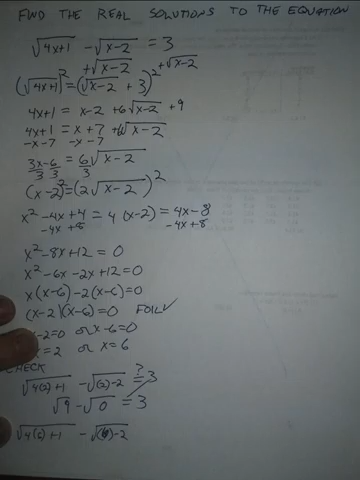 FIND THE REAL SOLUTIONS TO THE EQUATION
√4x+1 - √x-2 = 3
+√x-2 +√x-2
(√4x+1)² = (√x-2 + 3)²
4x+1 = x-2 + 6√x-2 + 9
4x+1 = x + 7 + 6√x-2
-x-7 -x-7
3x-6 = 6√x-2
3 3 3
(x-2)² = (2√x-2)²
x²-4x+4 = 4(x-2) = 4x-8
-4x+8 -4x+8
x²-8x+12 = 0
x²-6x-2x+12=0
x(x-6)-2(x-6)=0
(x-2)(x-6)=0 FOIL✓
x-2=0 or x-6=0
x=2 or x=6
CHECK
√4(2)+1 - √(2)-2 ?= 3
√9 - √0 = 3
√4(6)+1 - √(6)-2